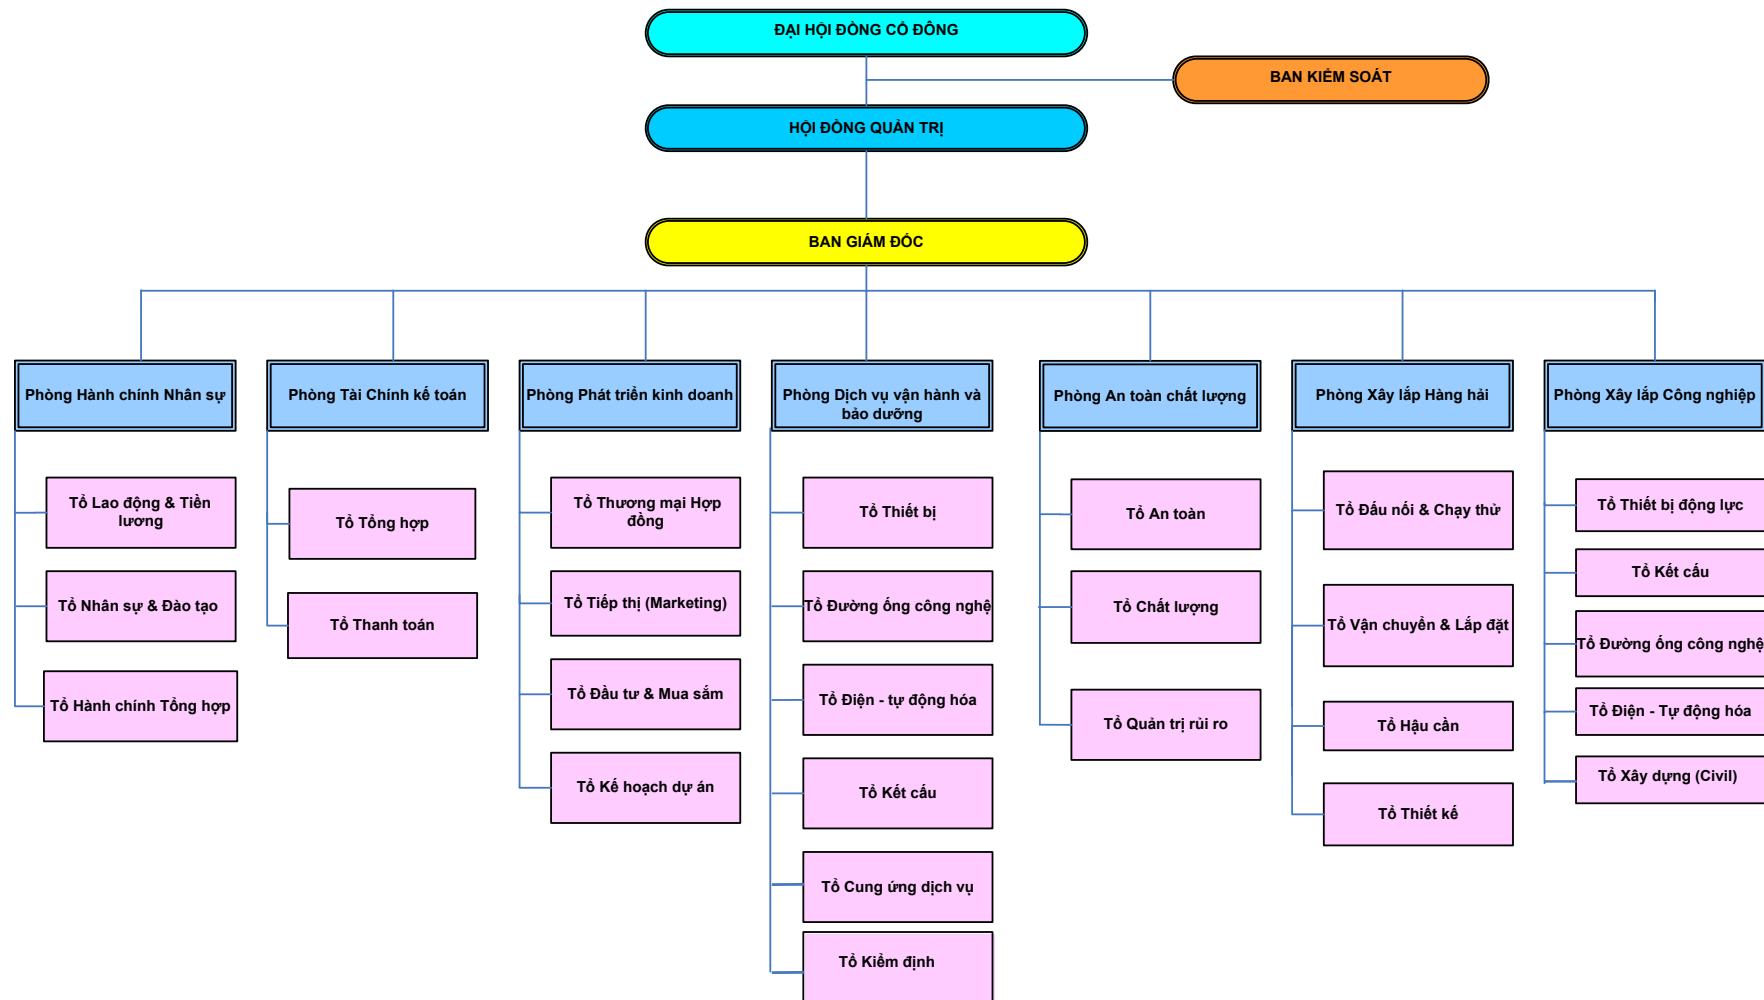 ĐẠI HỘI ĐỒNG CỔ ĐÔNG
BAN KIỂM SOÁT
HỘI ĐỒNG QUẢN TRỊ
BAN GIÁM ĐỐC
Phòng Hành chính Nhân sự
Phòng Tài Chính kế toán
Phòng Phát triển kinh doanh
Phòng Dịch vụ vận hành và
bảo dưỡng
Phòng An toàn chất lượng
Phòng Xây lắp Hàng hải
Phòng Xây lắp Công nghiệp
Tổ Lao động & Tiền
lương
Tổ Nhân sự & Đào tạo
Tổ Hành chính Tổng hợp
Tổ Tổng hợp
Tổ Thanh toán
Tổ Thương mại Hợp
đồng
Tổ Tiếp thị (Marketing)
Tổ Đầu tư & Mua sắm
Tổ Kế hoạch dự án
Tổ Thiết bị
Tổ Đường ống công nghệ
Tổ Điện - tự động hóa
Tổ Kết cấu
Tổ Cung ứng dịch vụ
Tổ Kiểm định
Tổ An toàn
Tổ Chất lượng
Tổ Quản trị rủi ro
Tổ Đấu nối & Chạy thử
Tổ Vận chuyển & Lắp đặt
Tổ Hậu cần
Tổ Thiết kế
Tổ Thiết bị động lực
Tổ Kết cấu
Tổ Đường ống công nghệ
Tổ Điện - Tự động hóa
Tổ Xây dựng (Civil)